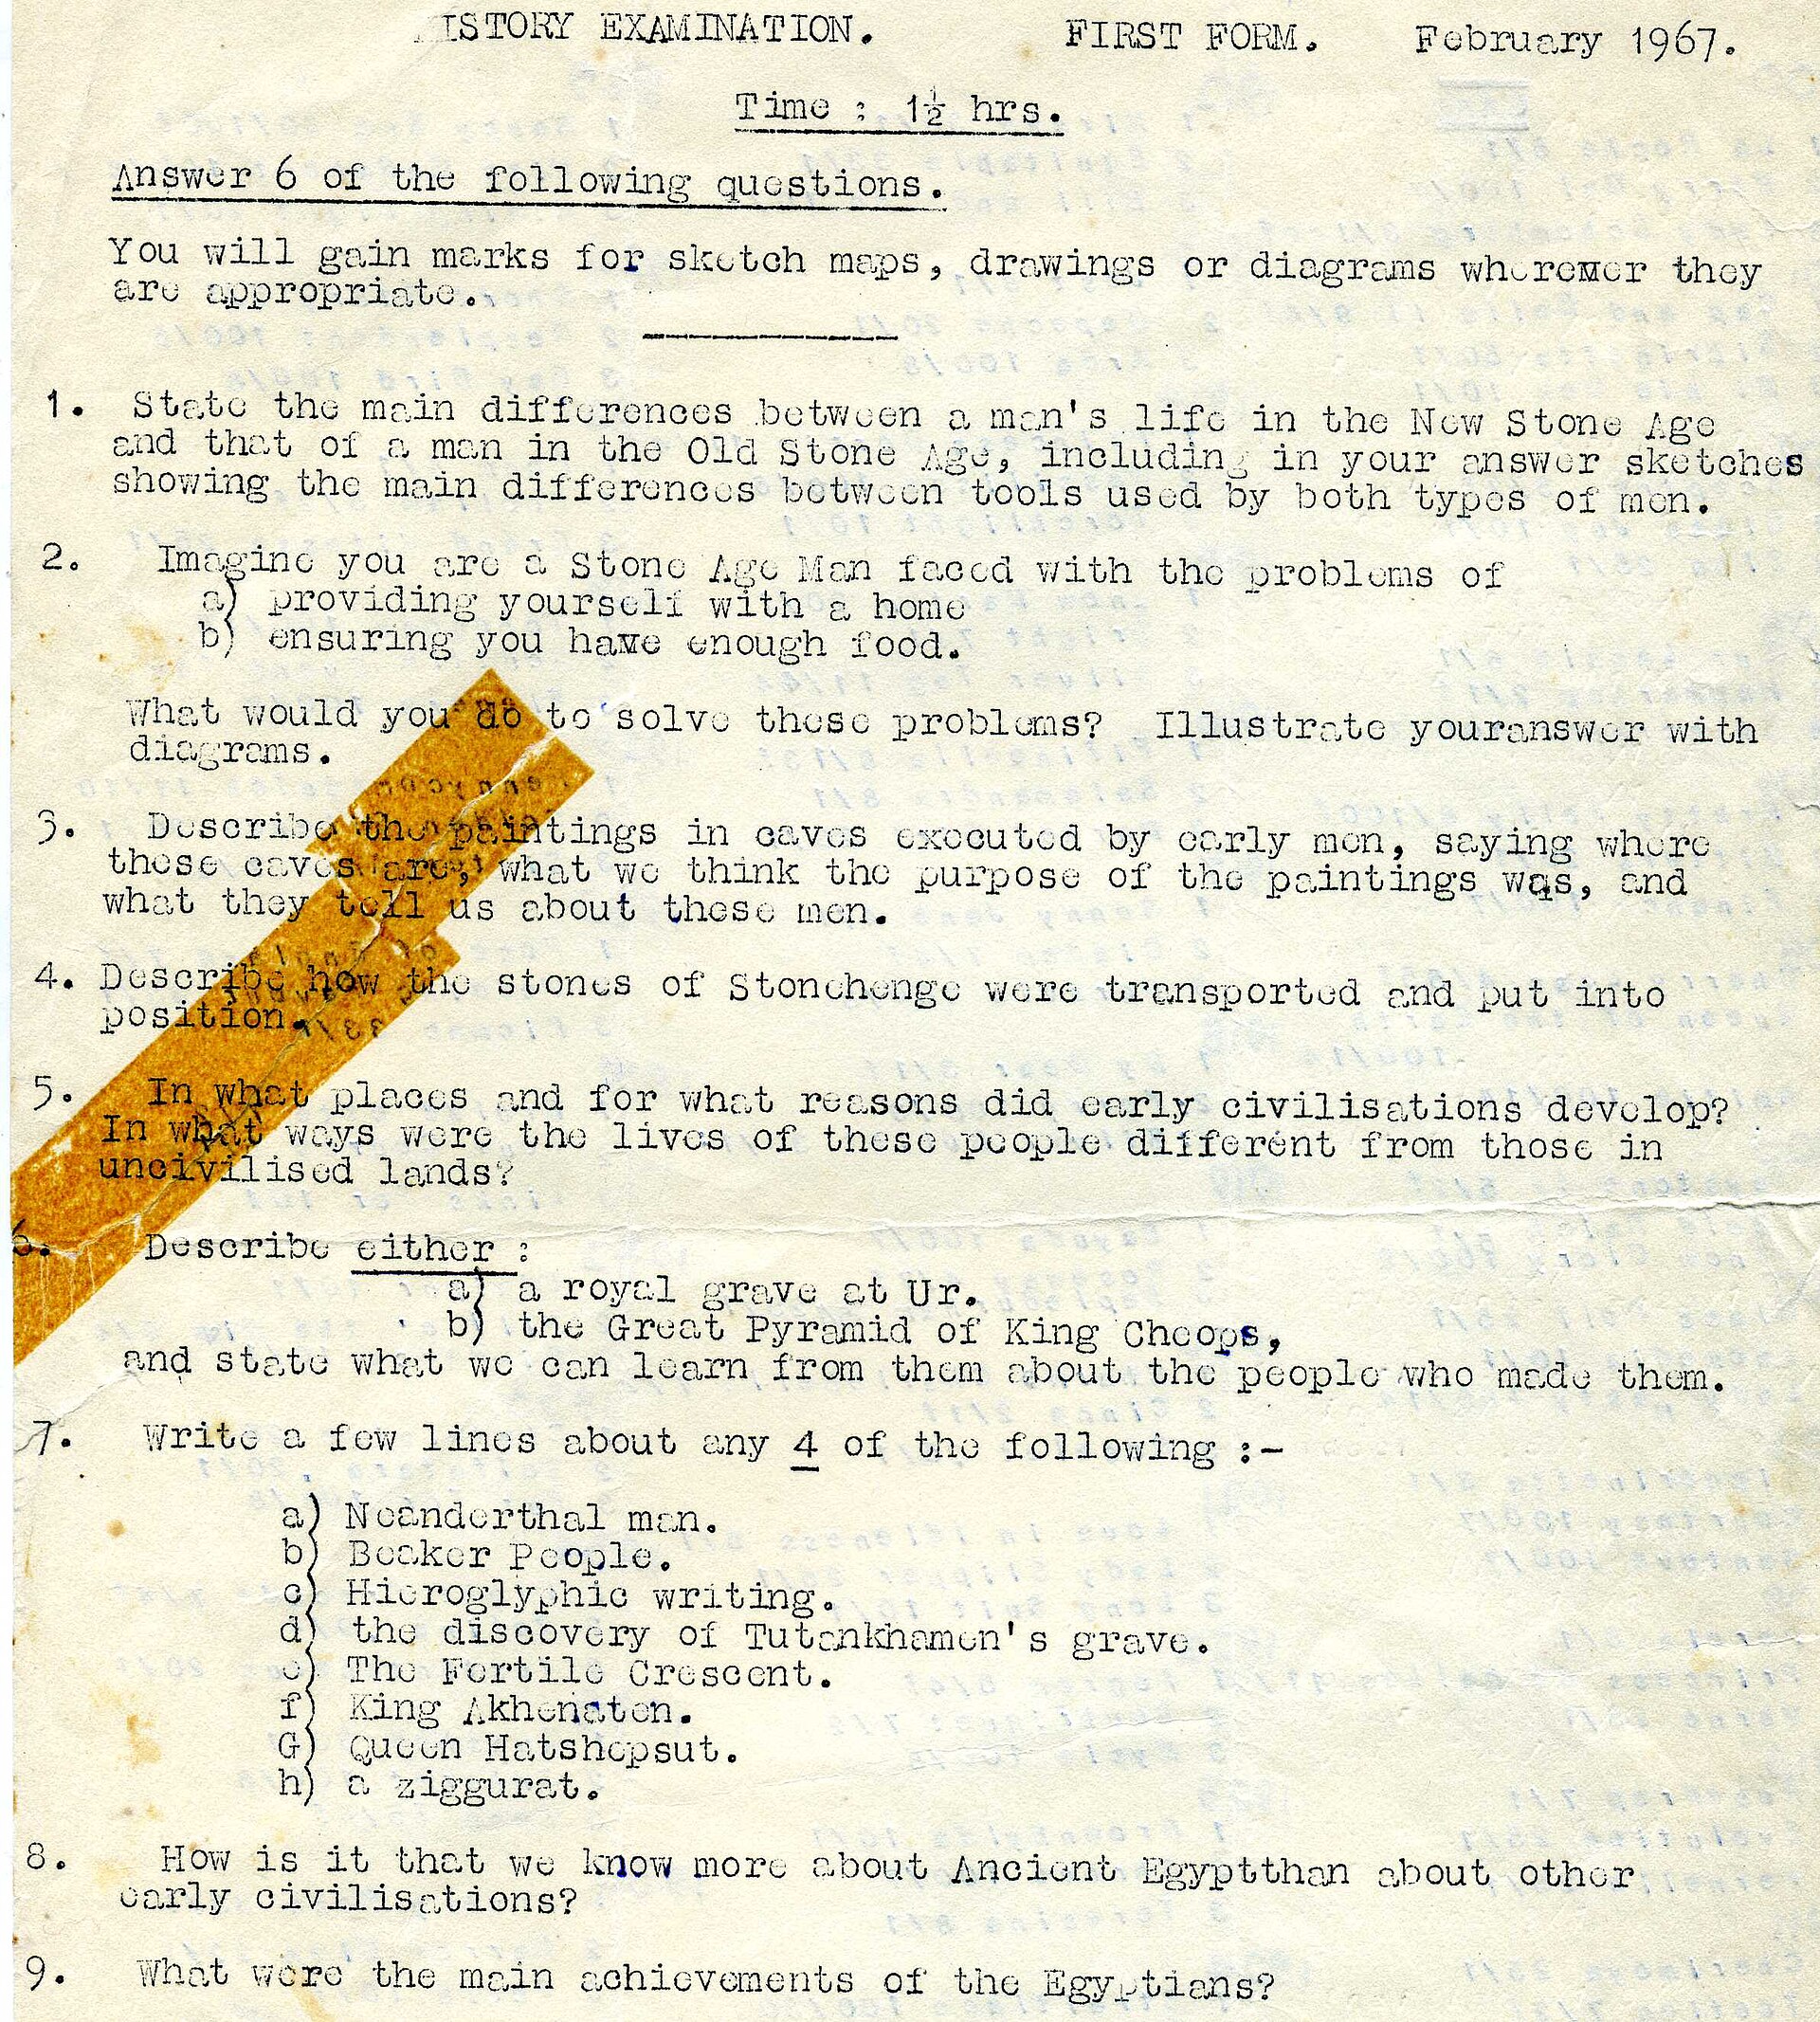 ISTORY EXAMINATION. FIRST FORM. February 1967.
Time : 1½ hrs.
Answer 6 of the following questions.
You will gain marks for sketch maps, drawings or diagrams wherever they
are appropriate.
1. State the main differences between a man's life in the New Stone Age
and that of a man in the Old Stone Age, including in your answer sketches
showing the main differences between tools used by both types of men.
2. Imagine you are a Stone Age Man faced with the problems of
a) providing yourself with a home
b) ensuring you have enough food.
What would you do to solve these problems? Illustrate youranswer with
diagrams.
3. Describe the paintings in caves executed by early men, saying where
these caves are, what we think the purpose of the paintings was, and
what they tell us about these men.
4. Describe how the stones of Stonehenge were transported and put into
position.
5. In what places and for what reasons did early civilisations develop?
In what ways were the lives of these people different from those in
uncivilised lands?
6. Describe either :
a) a royal grave at Ur.
b) the Great Pyramid of King Cheops,
and state what we can learn from them about the people who made them.
7. Write a few lines about any 4 of the following :-
a) Neanderthal man.
b) Beaker People.
c) Hieroglyphic writing.
d) the discovery of Tutankhamen's grave.
e) The Fertile Crescent.
f) King Akhenaten.
G) Queen Hatshepsut.
h) a ziggurat.
8. How is it that we know more about Ancient Egyptthan about other
early civilisations?
9. What were the main achievements of the Egyptians?